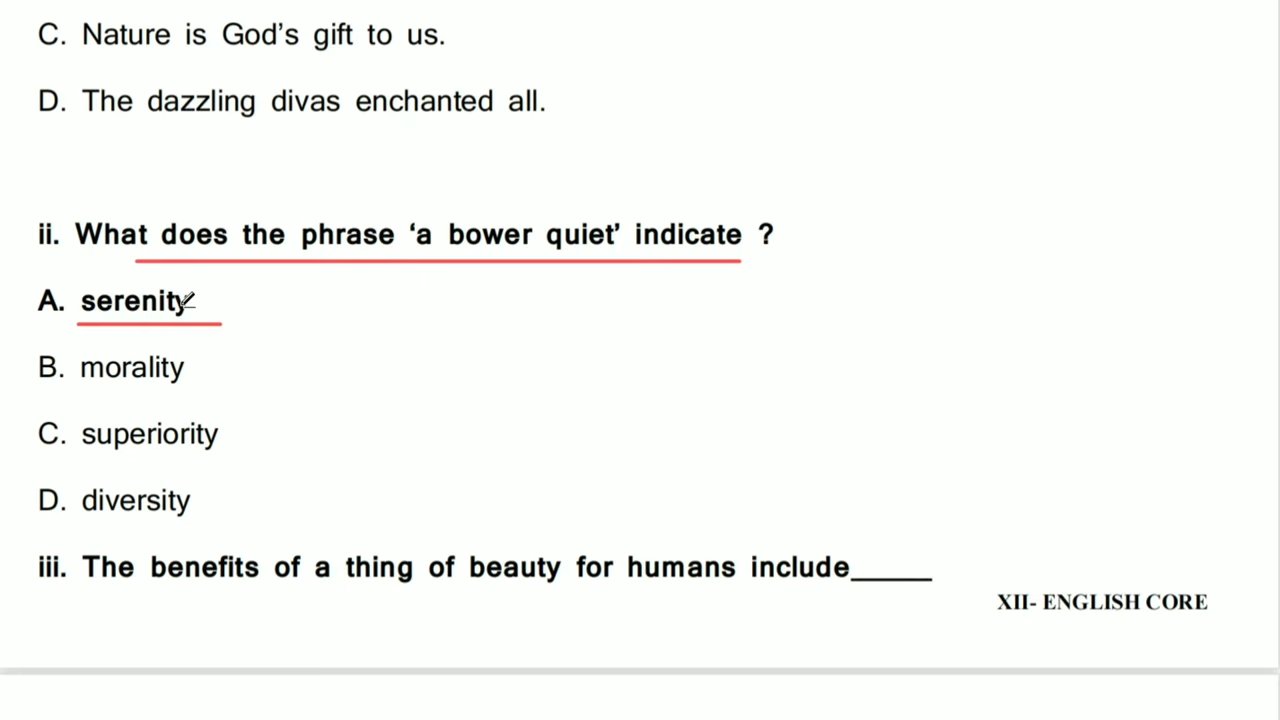 C. Nature is God’s gift to us.
D. The dazzling divas enchanted all.
ii. What does the phrase ‘a bower quiet’ indicate ?
A. serenity
B. morality
C. superiority
D. diversity
iii. The benefits of a thing of beauty for humans include_____
XII- ENGLISH CORE